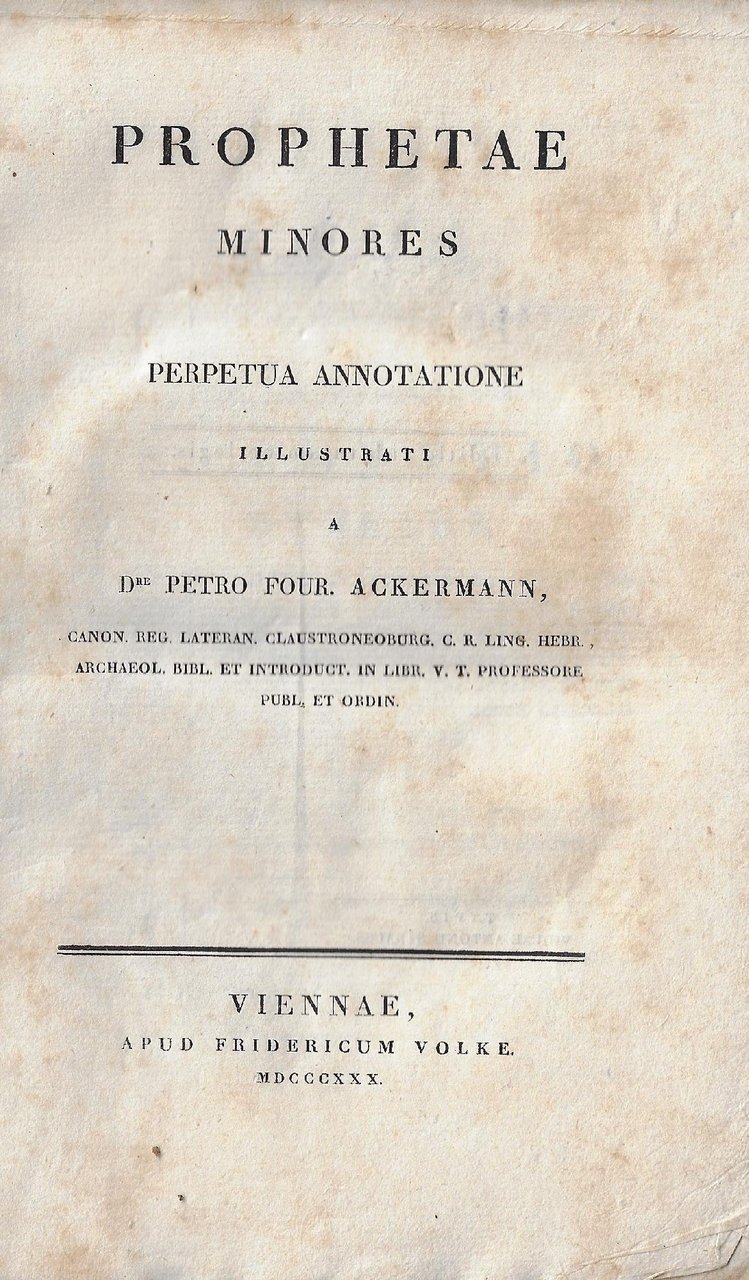 PROPHETAE
MINORES
PERPETUA ANNOTATIONE
ILLUSTRATI
A
DRE PETRO FOUR. ACKERMANN,
CANON. REG. LATERAN. CLAUSTRONEOBURG. C. R. LING. HEBR.,
ARCHAEOL. BIBL. ET INTRODUCT. IN LIBR. V. T. PROFESSORE
PUBL. ET ORDIN.
VIENNAE,
APUD FRIDERICUM VOLKE.
MDCCCXXX.